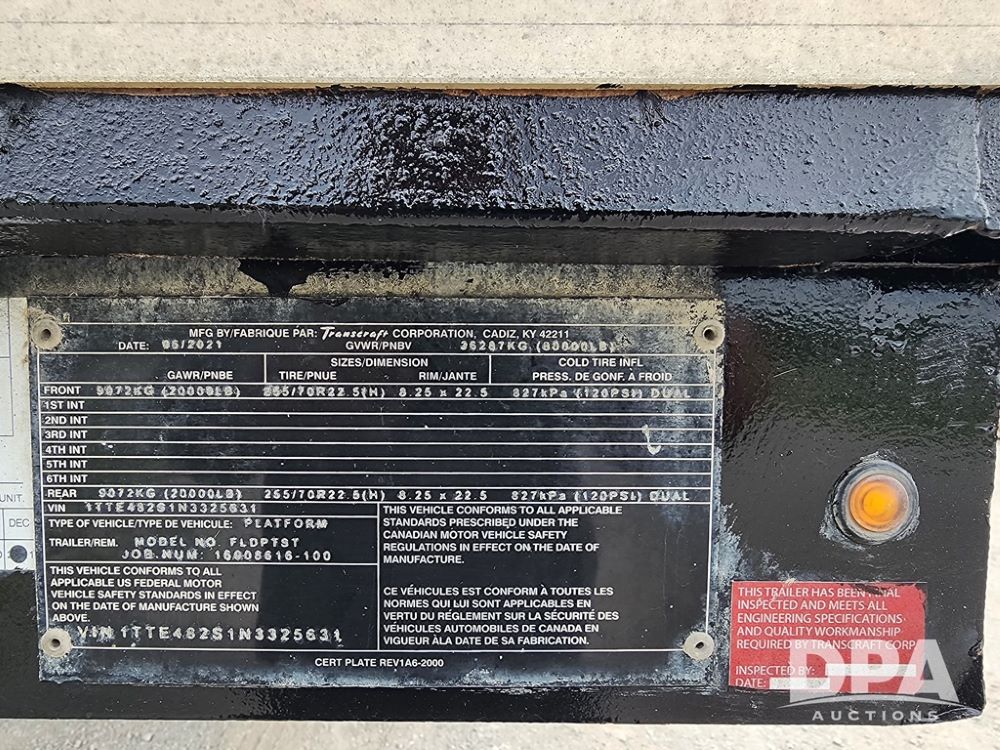 MFG BY/FABRIQUE PAR: Transcraft CORPORATION, CADIZ, KY 42211
DATE: 06/2021 GVWR/PNBV 36287KG (80000LB)
GAWR/PNBE SIZES/DIMENSION COLD TIRE INFL
TIRE/PNUE RIM/JANTE PRESS. DE GONF. A FROID
FRONT 9072KG (20000LB) 255/70R22.5(H) 8.25 x 22.5 827kPa (120PSI) DUAL
1ST INT
2ND INT
3RD INT
4TH INT
5TH INT
6TH INT
REAR 9072KG (20000LB) 255/70R22.5(H) 8.25 x 22.5 827kPa (120PSI) DUAL
VIN 1TTE482S1N3325631
TYPE OF VEHICLE/TYPE DE VEHICULE: PLATFORM
TRAILER/REM. MODEL NO FLDPTST
JOB.NUM: 16008616-100
THIS VEHICLE CONFORMS TO ALL
APPLICABLE US FEDERAL MOTOR
VEHICLE SAFETY STANDARDS IN EFFECT
ON THE DATE OF MANUFACTURE SHOWN
ABOVE.
VIN 1TTE482S1N3325631
THIS VEHICLE CONFORMS TO ALL APPLICABLE
STANDARDS PRESCRIBED UNDER THE
CANADIAN MOTOR VEHICLE SAFETY
REGULATIONS IN EFFECT ON THE DATE OF
MANUFACTURE.
CE VÉHICULES EST CONFORM À TOUTES LES
NORMES QUI LUI SONT APPLICABLES EN
VERTU DU RÉGLEMENT SUR LA SÉCURITÉ DES
VÉHICULES AUTOMOBILES DE CANADA EN
VIGUEUR À LA DATE DE SA FABRICATION.
CERT PLATE REV1A6-2000
UNIT.
DEC
1
THIS TRAILER HAS BEEN FINAL
INSPECTED AND MEETS ALL
ENGINEERING SPECIFICATIONS
AND QUALITY WORKMANSHIP
REQUIRED BY TRANSCRAFT CORP.
INSPECTED BY:
DATE:
DPA
AUCTIONS